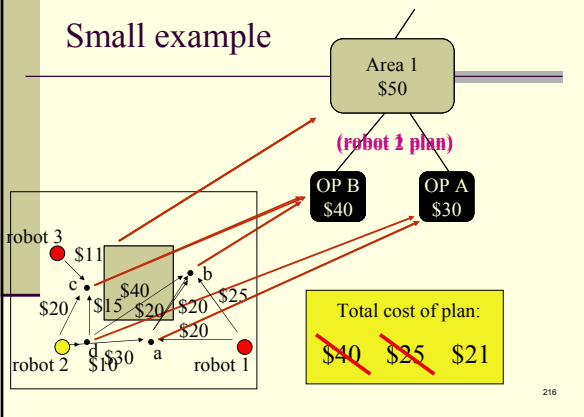 Small example
Area 1
$50
(robot 2 plan)
OP B
$40
OP A
$30
robot 3
$11
b
c
$40
$25
$20
$15
$20
$20
$20
d
$30
a
robot 2
$10
robot 1
Total cost of plan:
$40 $25 $21
216